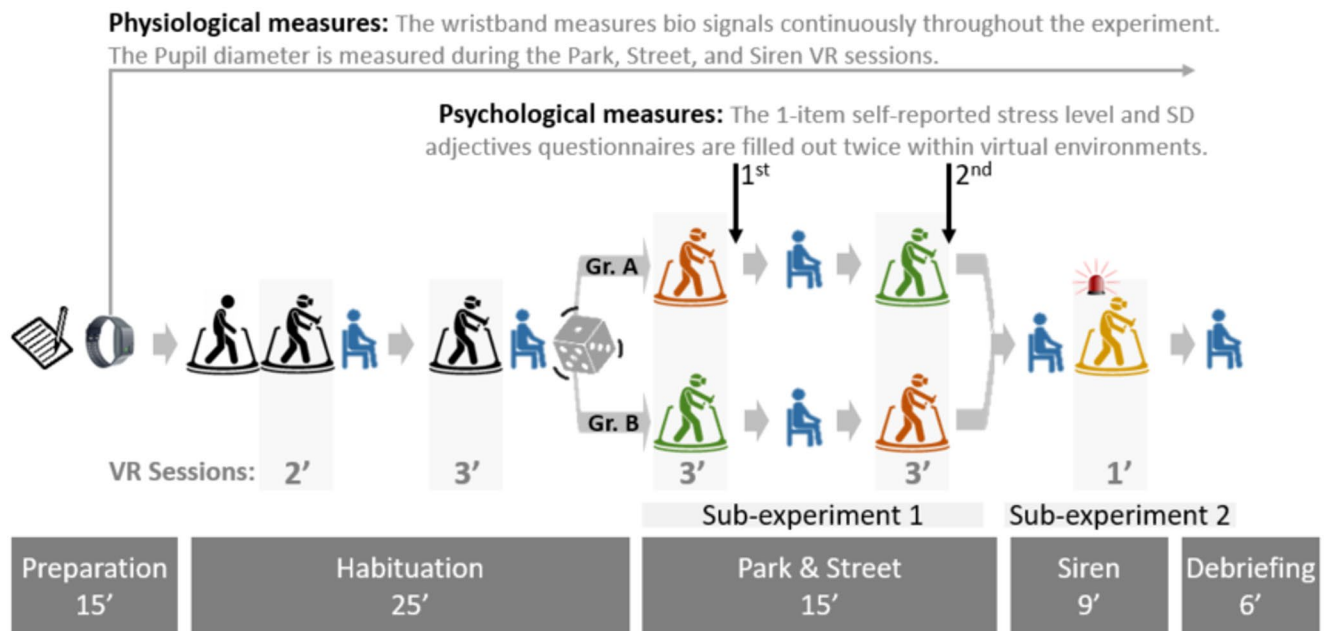 Physiological measures: The wristband measures bio signals continuously throughout the experiment.
The Pupil diameter is measured during the Park, Street, and Siren VR sessions.
Psychological measures: The 1-item self-reported stress level and SD
adjectives questionnaires are filled out twice within virtual environments.
1st
2nd
Gr. A
Gr. B
VR Sessions: 2’ 3’ 3’ 3’ 1’
Sub-experiment 1
Sub-experiment 2
Preparation
15’
Habituation
25’
Park & Street
15’
Siren
9’
Debriefing
6’